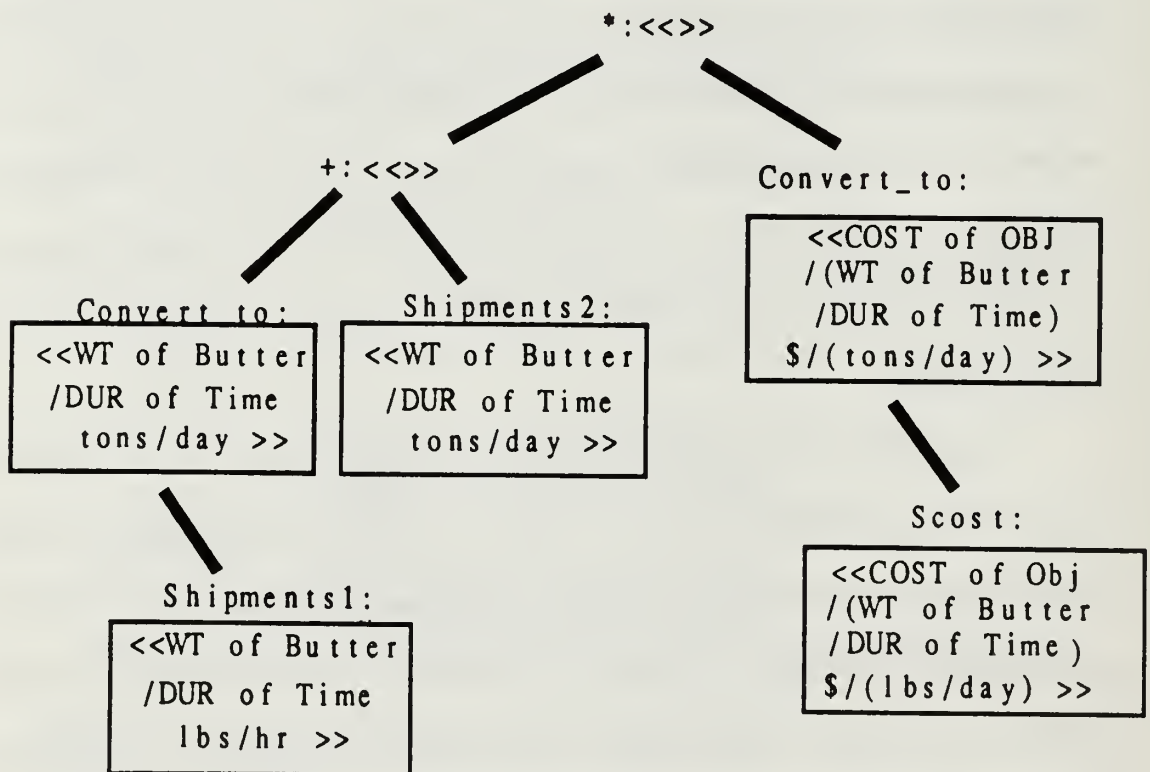 *:<<>>
+:<<>>
Convert_to:
<<COST of OBJ
/(WT of Butter
/DUR of Time)
$/(tons/day) >>
Convert_to:
<<WT of Butter
/DUR of Time
tons/day >>
Shipments2:
<<WT of Butter
/DUR of Time
tons/day >>
Shipments1:
<<WT of Butter
/DUR of Time
lbs/hr >>
Scost:
<<COST of Obj
/(WT of Butter
/DUR of Time)
$/(lbs/day) >>